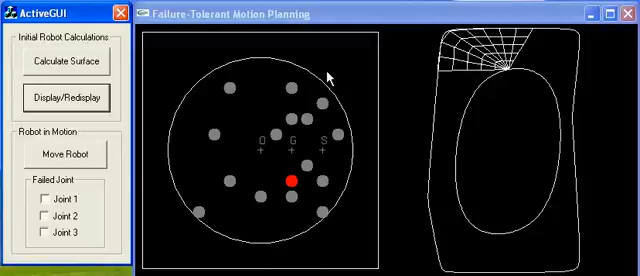 ActiveGUI
Initial Robot Calculations
Calculate Surface
Display/Redisplay
Robot in Motion
Move Robot
Failed Joint
Joint 1
Joint 2
Joint 3
Failure-Tolerant Motion Planning
O G S